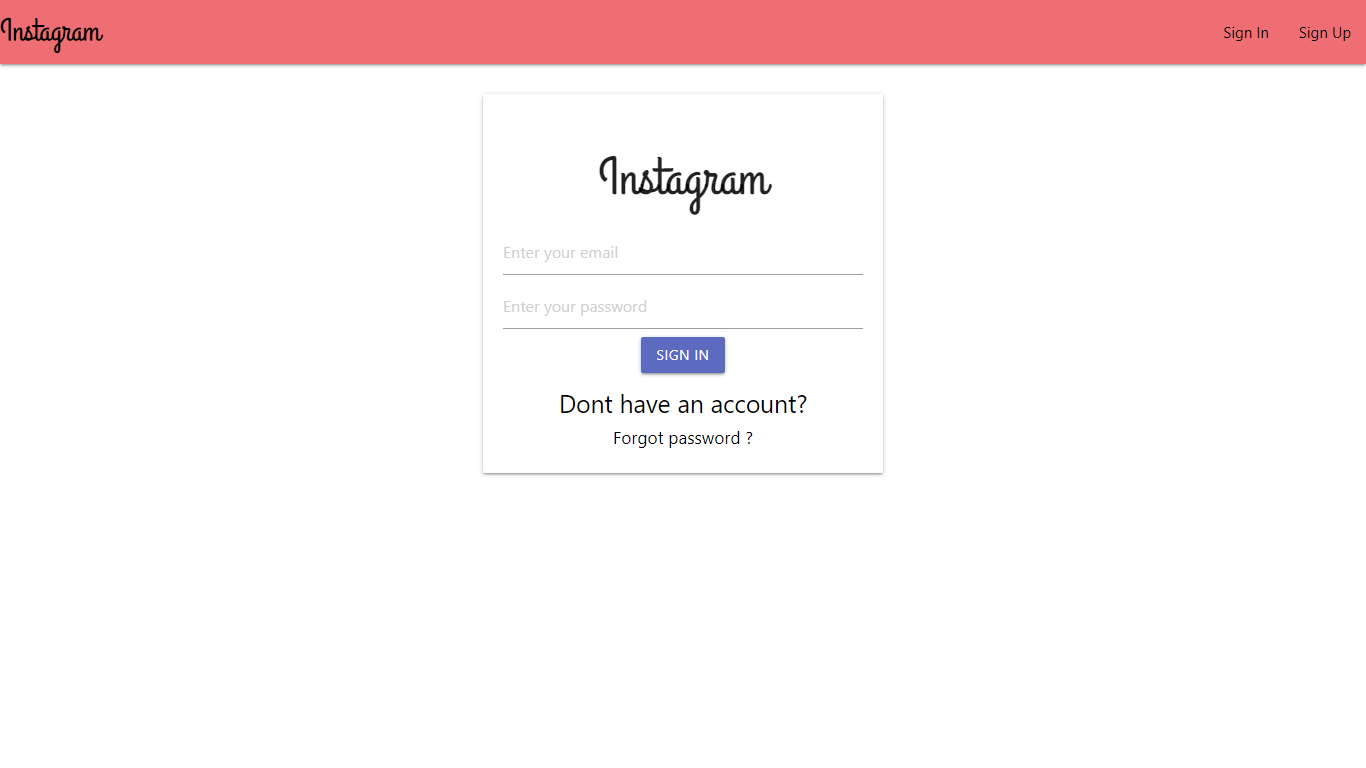 Instagram
Sign In
Sign Up
Instagram
Enter your email
Enter your password
SIGN IN
Dont have an account?
Forgot password ?